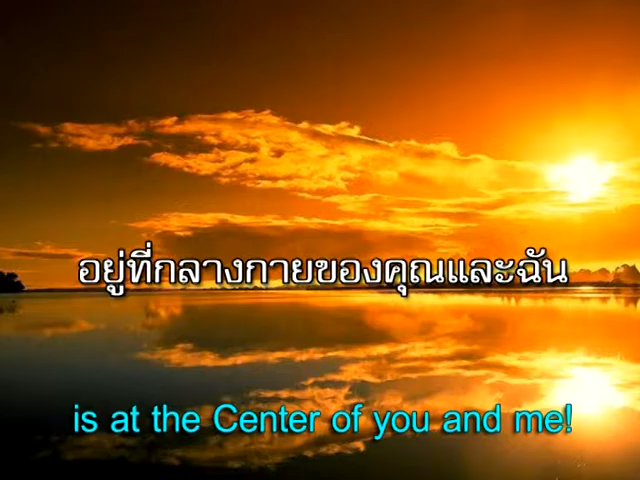 อยู่ที่กลางกายของคุณและฉัน
is at the Center of you and me!